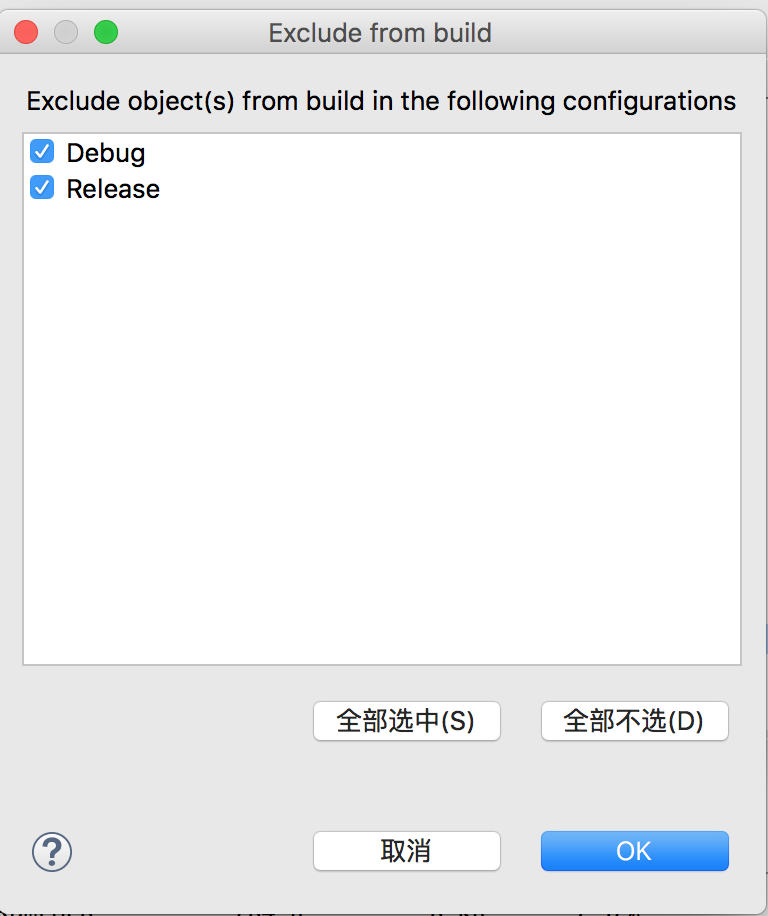 Exclude from build
Exclude object(s) from build in the following configurations
Debug
Release
全部选中(S)
全部不选(D)
?
取消
OK